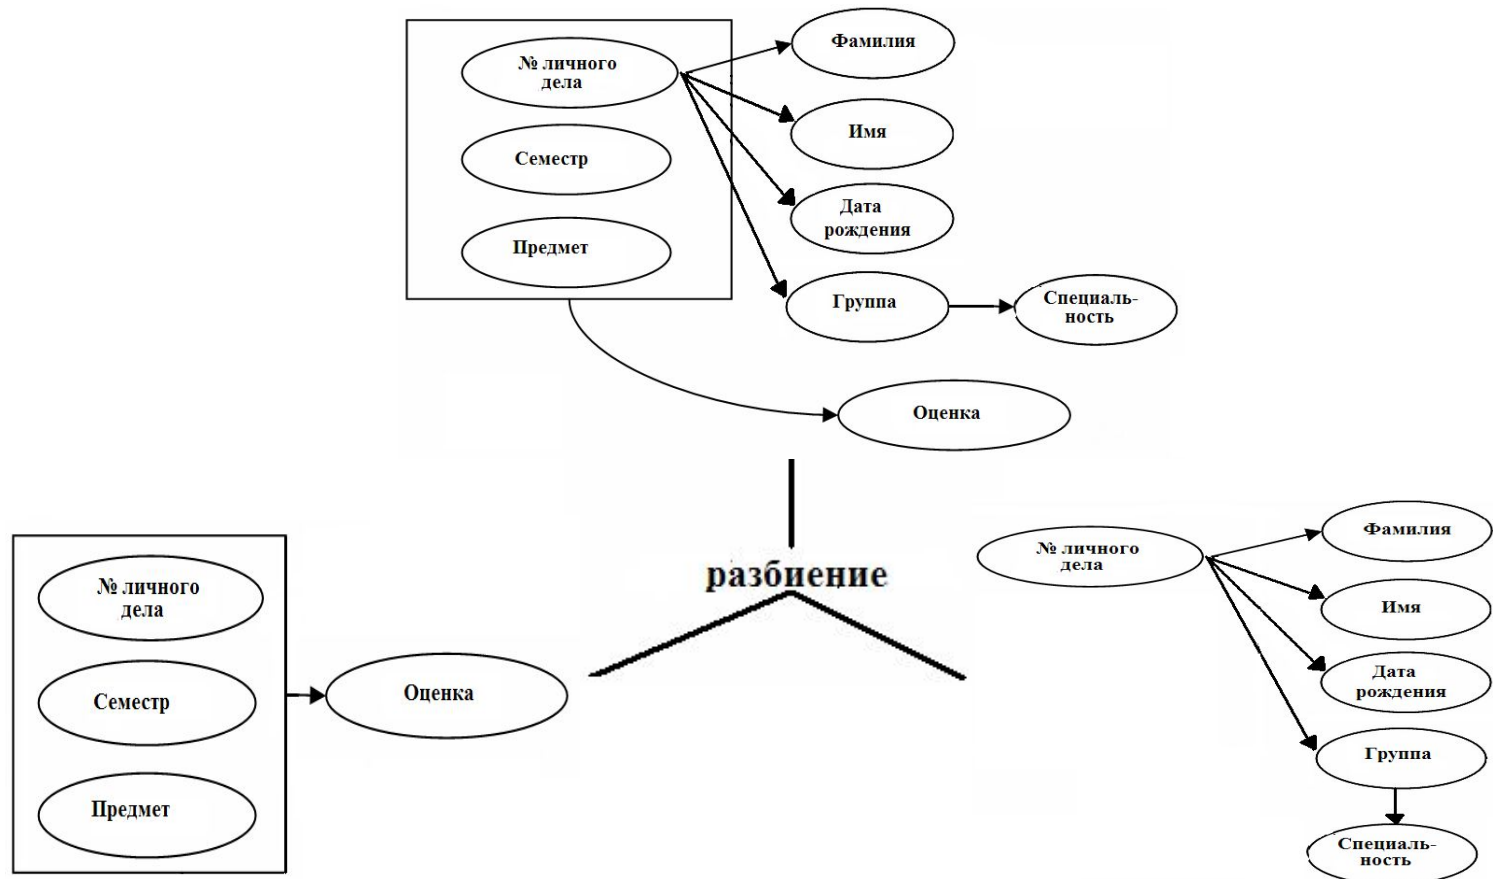 № личного
дела
Семестр
Предмет
Фамилия
Имя
Дата
рождения
Группа
Специаль-
ность
Оценка
разбиение
№ личного
дела
Семестр
Предмет
Оценка
№ личного
дела
Фамилия
Имя
Дата
рождения
Группа
Специаль-
ность